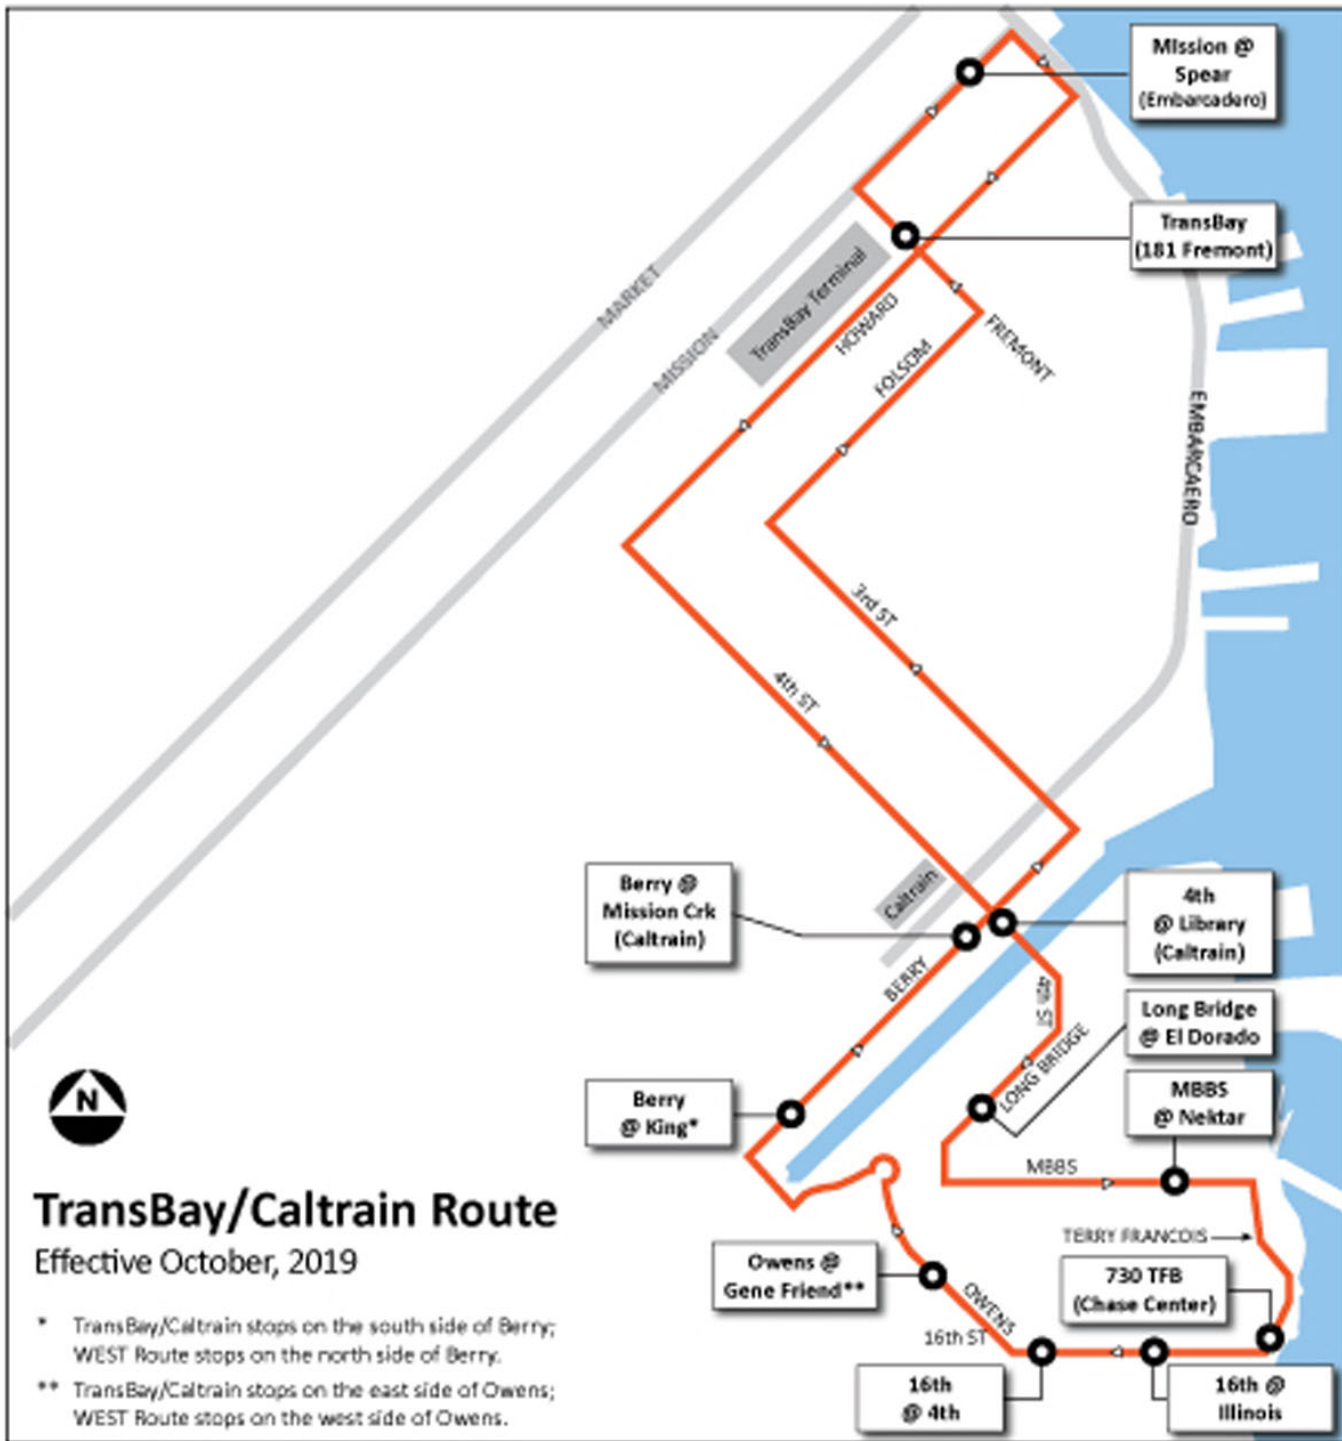 MIssion @
Spear
(Embarcadero)
TransBay
(181 Fremont)
MARKET
MISSION
TransBay Terminal
HOWARD
FOLSOM
FREMONT
EMBARCAERO
3rd ST
4th ST
Caltrain
Berry @
Mission Crk
(Caltrain)
4th
@ Library
(Caltrain)
BERRY
4th ST
Long Bridge
@ El Dorado
LONG BRIDGE
Berry
@ King*
MBBS
@ Nektar
MBBS
N
TERRY FRANCOIS
Owens @
Gene Friend**
730 TFB
(Chase Center)
OWENS
16th ST
16th
@ 4th
16th @
Illinois
TransBay/Caltrain Route
Effective October, 2019
* TransBay/Caltrain stops on the south side of Berry;
WEST Route stops on the north side of Berry.
** TransBay/Caltrain stops on the east side of Owens;
WEST Route stops on the west side of Owens.